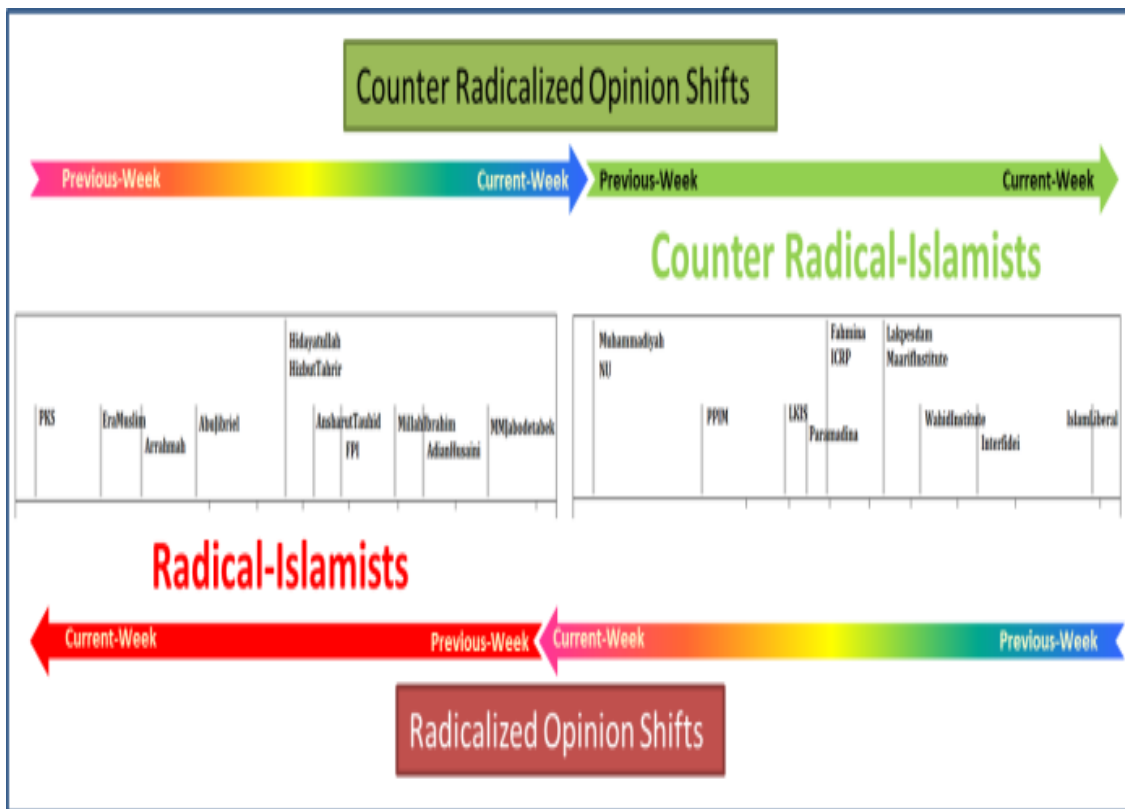 Counter Radicalized Opinion Shifts
Previous-Week
Current-Week
Previous-Week
Current-Week
Counter Radical-Islamists
Hidayatullah
HizbutTahrir
PKS
EraMuslim
Arrahmah
AbuJibriel
AnsharutTauhid
FPI
MillahIbrahim
AdianHusaini
MMJabodetabek
Muhammadiyah
NU
Fahmina
ICRP
Lakpesdam
MaarifInstitute
PPIM
LKIS
Paramadina
WahidInstitute
Interfidei
IslamLiberal
Radical-Islamists
Current-Week
Previous-Week
Current-Week
Previous-Week
Radicalized Opinion Shifts